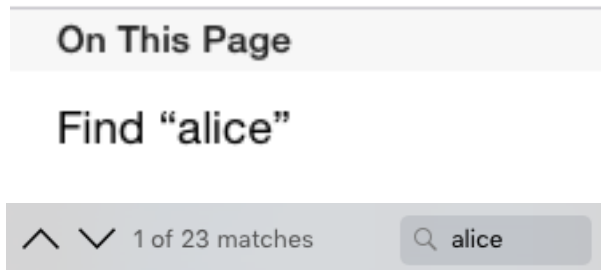 On This Page
Find “alice”
1 of 23 matches alice